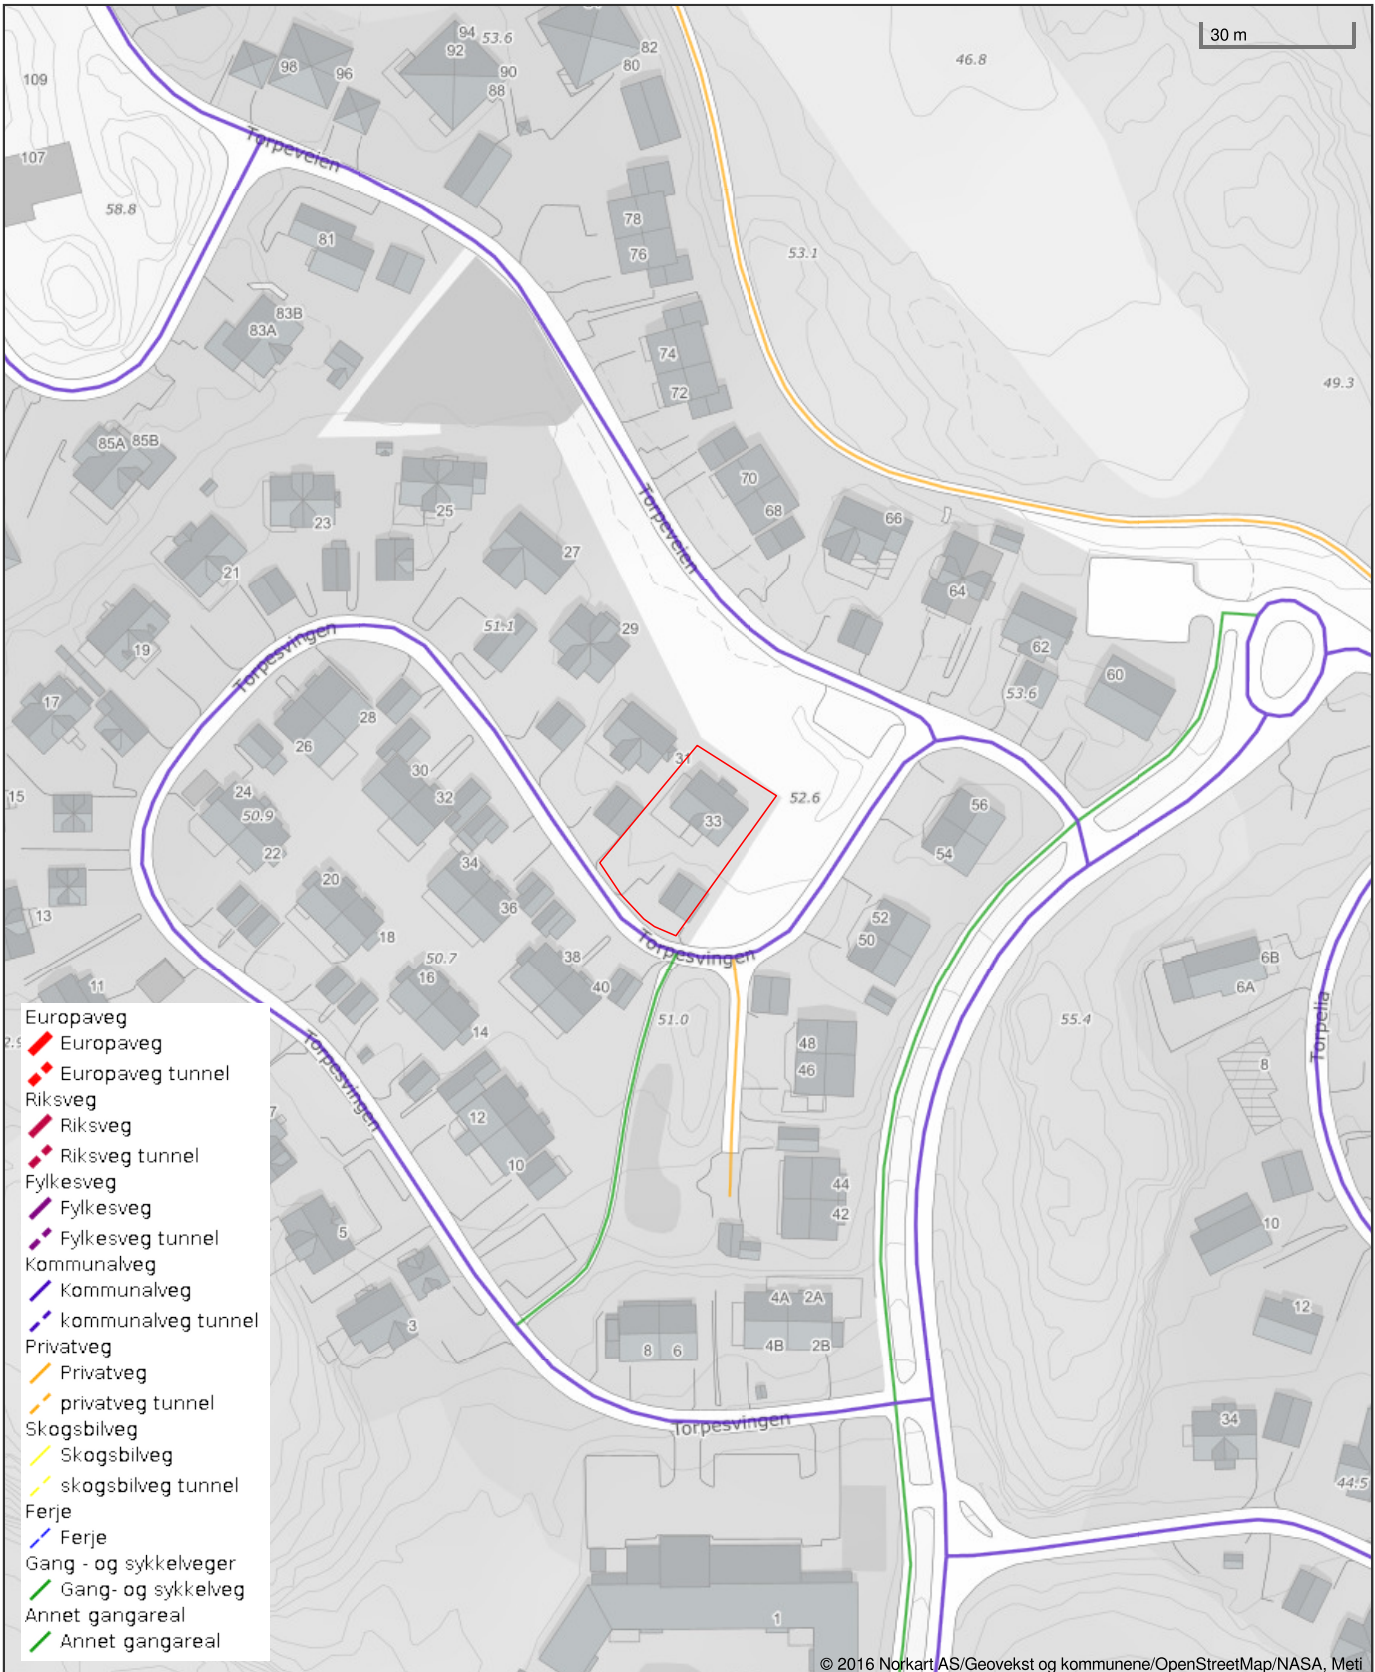 30 m
94
53.6
92
82
80
98
96
90
88
46.8
109
107
Torpeveien
58.8
78
76
81
53.1
83B
83A
74
72
49.3
85A
85B
70
68
23
25
66
27
21
Torpeveien
64
51.1
29
62
19
Torpesvingen
60
53.6
17
28
26
31
30
32
15
24
50.9
22
33
52.6
56
54
34
20
36
18
13
52
50
Torpesvingen
38
50.7
16
40
11
14
6B
6A
51.0
55.4
48
46
Torpelia
8
Torpesvingen
12
10
44
42
5
10
3
4A
2A
4B
2B
8
6
12
Torpesvingen
34
44.5
1
Europaveg
Europaveg
Europaveg tunnel
Riksveg
Riksveg
Riksveg tunnel
Fylkesveg
Fylkesveg
Fylkesveg tunnel
Kommunalveg
Kommunalveg
kommunalveg tunnel
Privatveg
Privatveg
privatveg tunnel
Skogsbilveg
Skogsbilveg
skogsbilveg tunnel
Ferje
Ferje
Gang - og sykkelveger
Gang- og sykkelveg
Annet gangareal
Annet gangareal
© 2016 Norkart AS/Geovekst og kommunene/OpenStreetMap/NASA, Meti